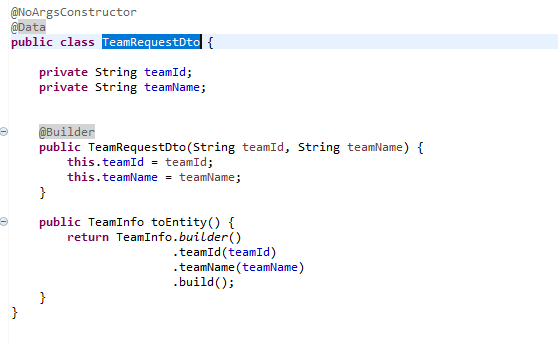 @NoArgsConstructor
@Data
public class TeamRequestDto {
private String teamId;
private String teamName;
@Builder
public TeamRequestDto(String teamId, String teamName) {
this.teamId = teamId;
this.teamName = teamName;
}
public TeamInfo toEntity() {
return TeamInfo.builder()
.teamId(teamId)
.teamName(teamName)
.build();
}
}